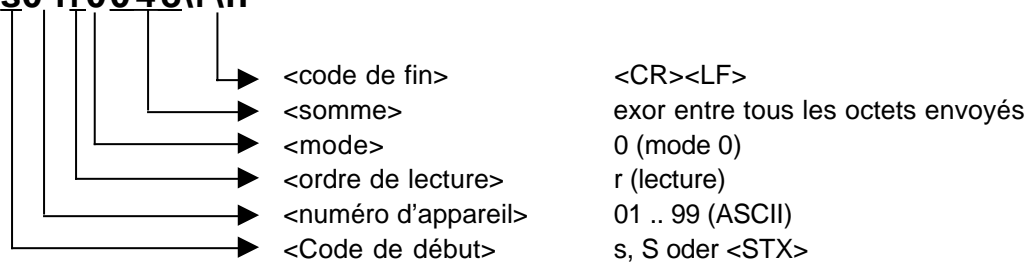 <code de fin> <CR><LF>
<somme> exor entre tous les octets envoyés
<mode> 0 (mode 0)
<ordre de lecture> r (lecture)
<numéro d’appareil> 01 .. 99 (ASCII)
<Code de début> s, S oder <STX>